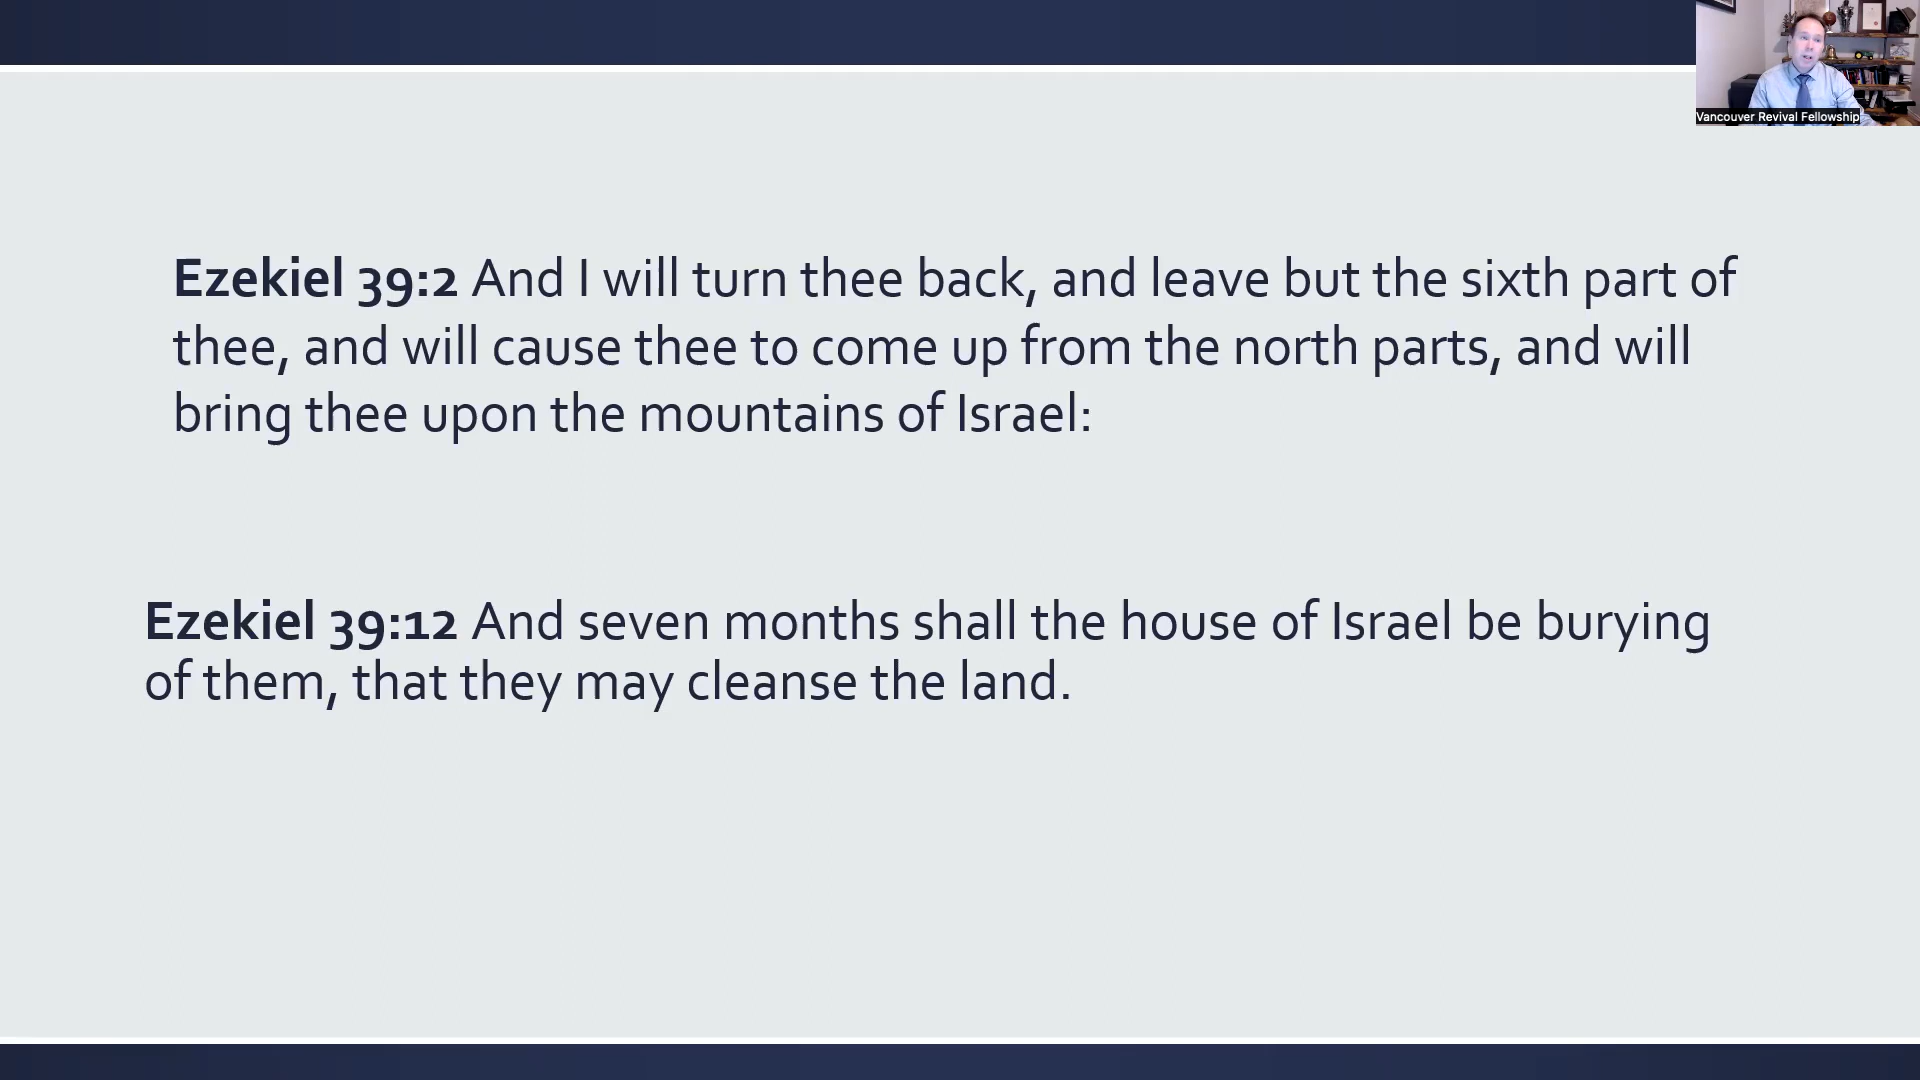 Vancouver Revival Fellowship
Ezekiel 39:2 And I will turn thee back, and leave but the sixth part of
thee, and will cause thee to come up from the north parts, and will
bring thee upon the mountains of Israel:
Ezekiel 39:12 And seven months shall the house of Israel be burying
of them, that they may cleanse the land.